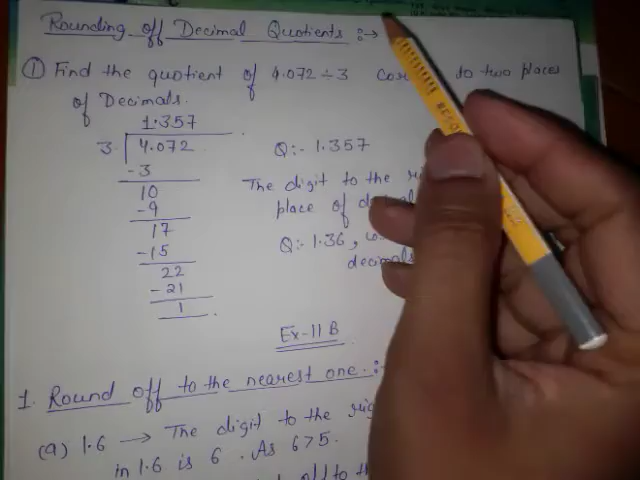 Rounding off Decimal Quotients :→
① Find the quotient of 4.072 ÷ 3 to two places
of Decimals.
1.357
3 4.072
-3
10
-9
17
-15
22
-21
1
Q:- 1.357
The digit to the
place of
Q:- 1.36,
decimals
Ex-11 B
1. Round off to the nearest one :-
(a) 1.6 → The digit to the
in 1.6 is 6. As 6>5.
off to